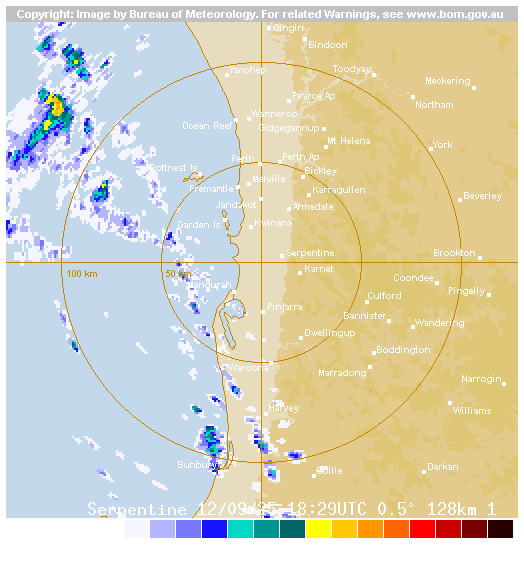 Copyright: Image by Bureau of Meteorology. For related Warnings, see www.bom.gov.au
Gingin
Bindoon
Yanchep
Toodyay
Meckering
Pearce Ap
Northam
Wanneroo
Ocean Reef
Gidgegannup
Mt Helena
York
Perth
Perth Ap
Rottnest Is
Bickley
Melville
Fremantle
Karragullen
Beverley
Jandakot
Armadale
Garden Is
Kwinana
Serpentine
Brookton
100 km
50 km
Karnet
Coondee
Mandurah
Pingelly
Culford
Pinjarra
Bannister
Wandering
Dwellingup
Boddington
Waroona
Marradong
Narrogin
Harvey
Williams
Bunbury
Collie
Darkan
Serpentine 12/09/25 18:29UTC 0.5° 128km 1